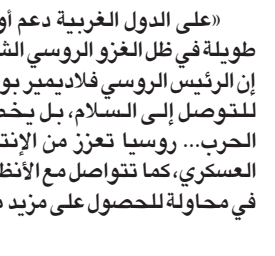 «على الدول الغربية دعم أو
طويلة في ظل الغزو الروسي الش
إن الرئيس الروسي فلاديمير بو
للتوصل إلى السلام، بل يخط
الحرب... روسيا تعزز من الإنت
العسكري، كما تتواصل مع الأنظ
في محاولة للحصول على مزيد م